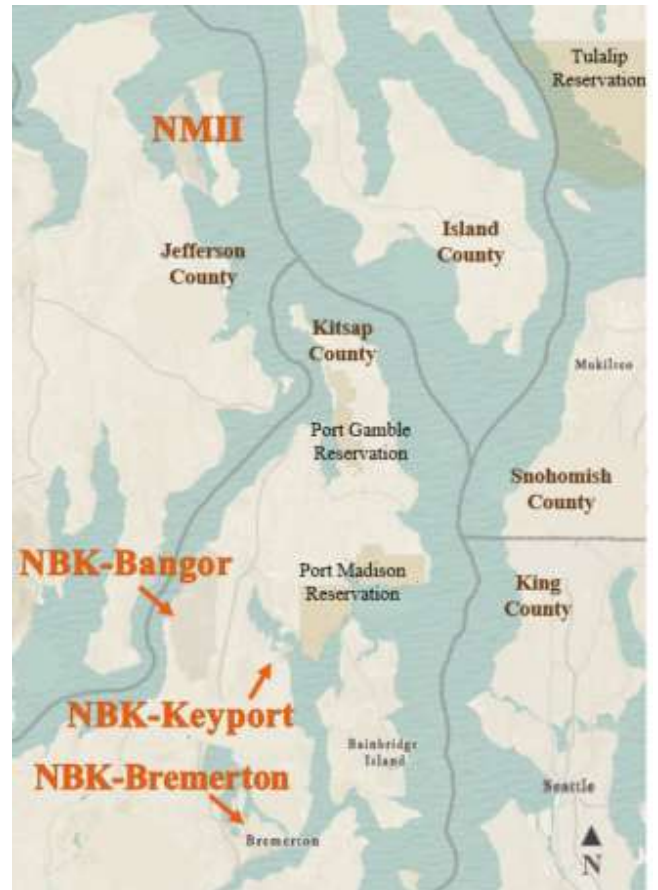 Tulalip
Reservation
NMII
Island
County
Jefferson
County
Kitsap
County
Mukilteo
Port Gamble
Reservation
Snohomish
County
NBK-Bangor
Port Madison
Reservation
King
County
NBK-Keyport
Bainbridge
Island
NBK-Bremerton
Seattle
Bremerton
N